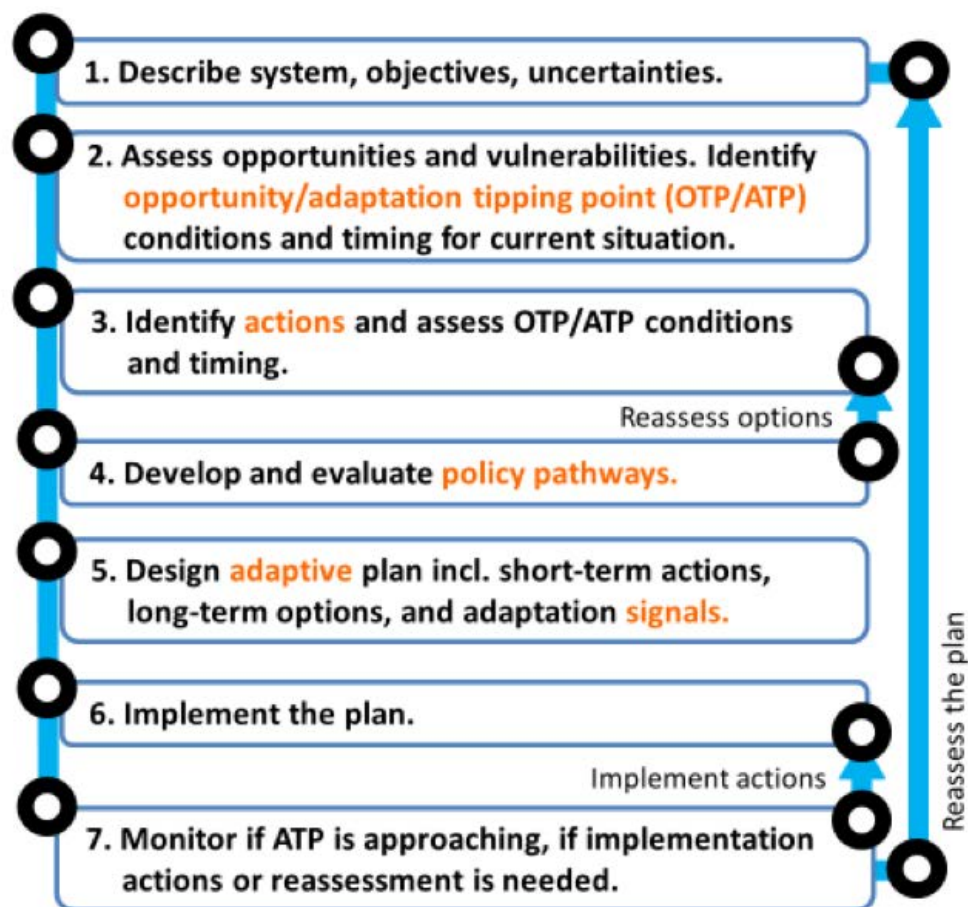 1. Describe system, objectives, uncertainties.
2. Assess opportunities and vulnerabilities. Identify
opportunity/adaptation tipping point (OTP/ATP)
conditions and timing for current situation.
3. Identify actions and assess OTP/ATP conditions
and timing.
Reassess options
4. Develop and evaluate policy pathways.
5. Design adaptive plan incl. short-term actions,
long-term options, and adaptation signals.
6. Implement the plan.
Implement actions
7. Monitor if ATP is approaching, if implementation
actions or reassessment is needed.
Reassess the plan